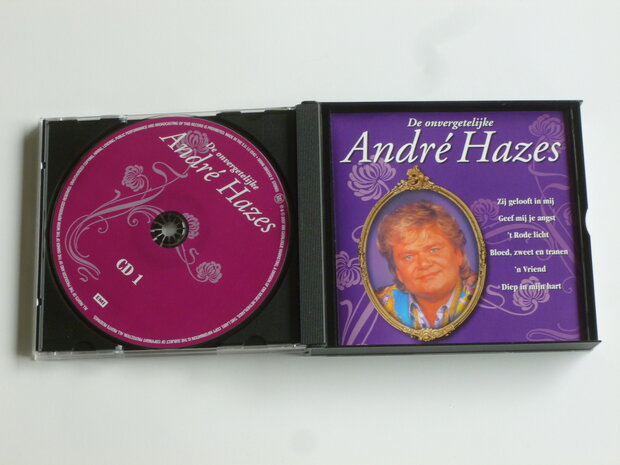 De onvergetelijke
André Hazes
CD 1
EMI
De onvergetelijke
André Hazes
Zij gelooft in mij
Geef mij je angst
't Rode licht
Bloed, zweet en tranen
'n Vriend
Diep in mijn hart